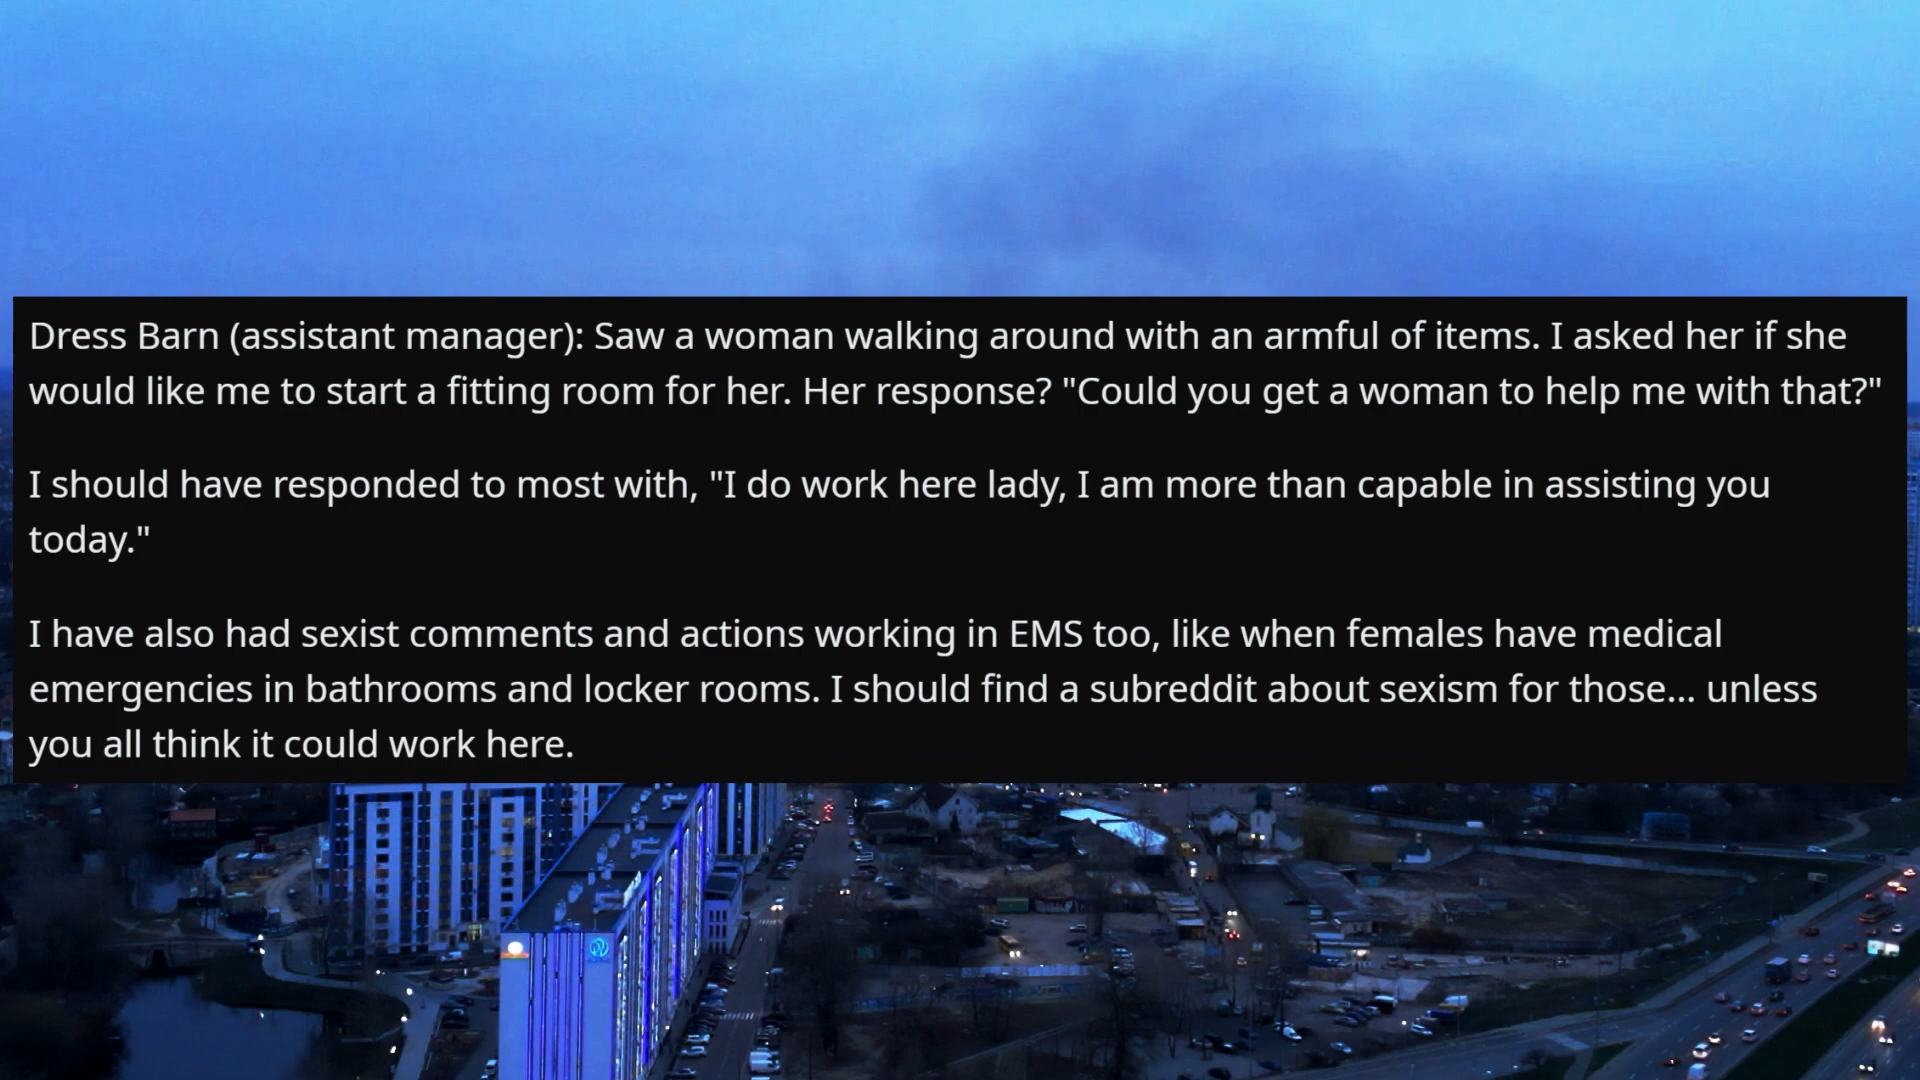 Dress Barn (assistant manager): Saw a woman walking around with an armful of items. I asked her if she
would like me to start a fitting room for her. Her response? "Could you get a woman to help me with that?"
I should have responded to most with, "I do work here lady, I am more than capable in assisting you
today."
I have also had sexist comments and actions working in EMS too, like when females have medical
emergencies in bathrooms and locker rooms. I should find a subreddit about sexism for those... unless
you all think it could work here.